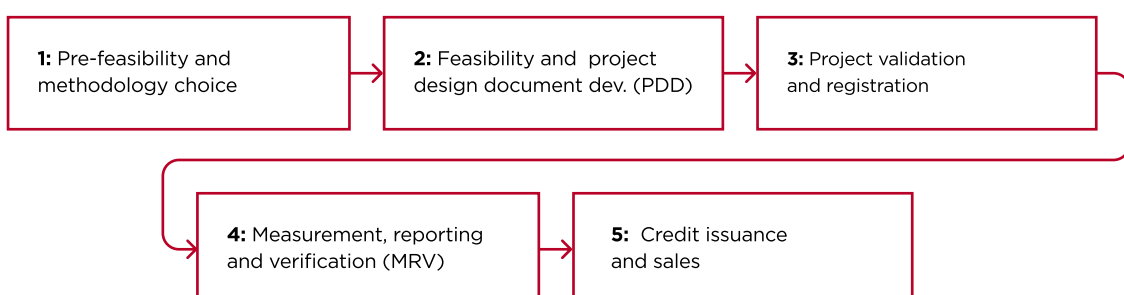 1: Pre-feasibility and
methodology choice
2: Feasibility and  project
design document dev. (PDD)
3: Project validation
and registration
4: Measurement, reporting
and verification (MRV)
5:  Credit issuance
and sales